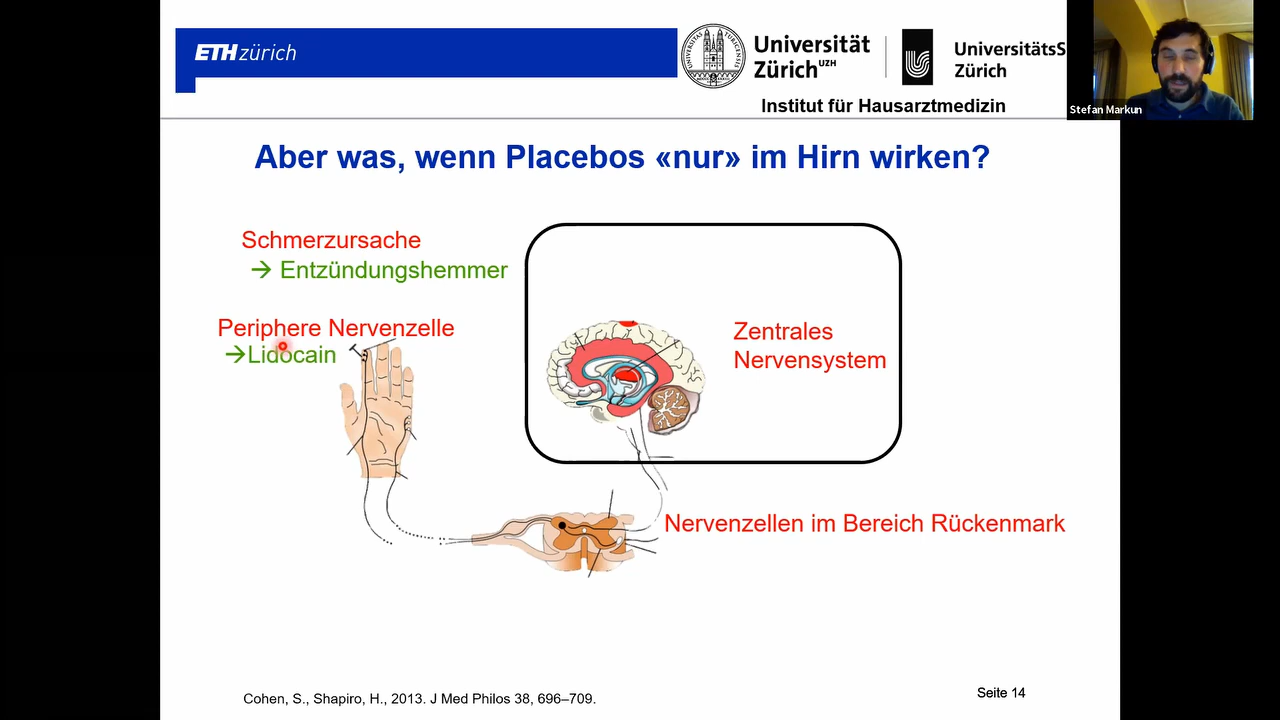 ETH zürich
Universität
Zürich UZH
UniversitätsS
Zürich
Institut für Hausarztmedizin
Stefan Markun
Aber was, wenn Placebos «nur» im Hirn wirken?
Schmerzursache
→ Entzündungshemmer
Periphere Nervenzelle
→Lidocain
Zentrales
Nervensystem
Nervenzellen im Bereich Rückenmark
Cohen, S., Shapiro, H., 2013. J Med Philos 38, 696–709.
Seite 14